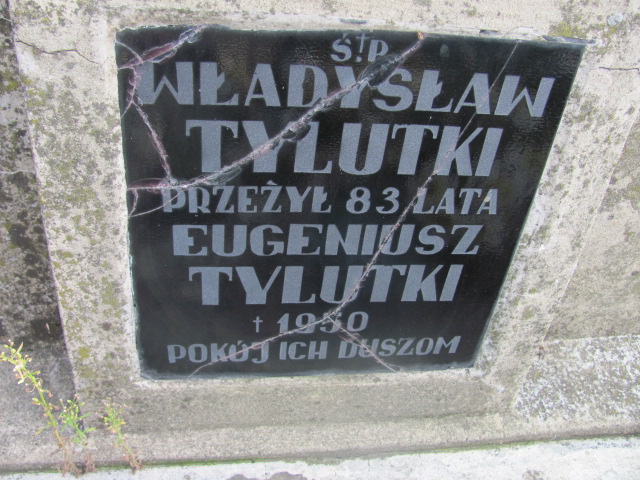 Ś.†P.
WŁADYSŁAW
TYLUTKI
PRZEŻYŁ 83 LATA
EUGENIUSZ
TYLUTKI
† 1950
POKÓJ ICH DUSZOM